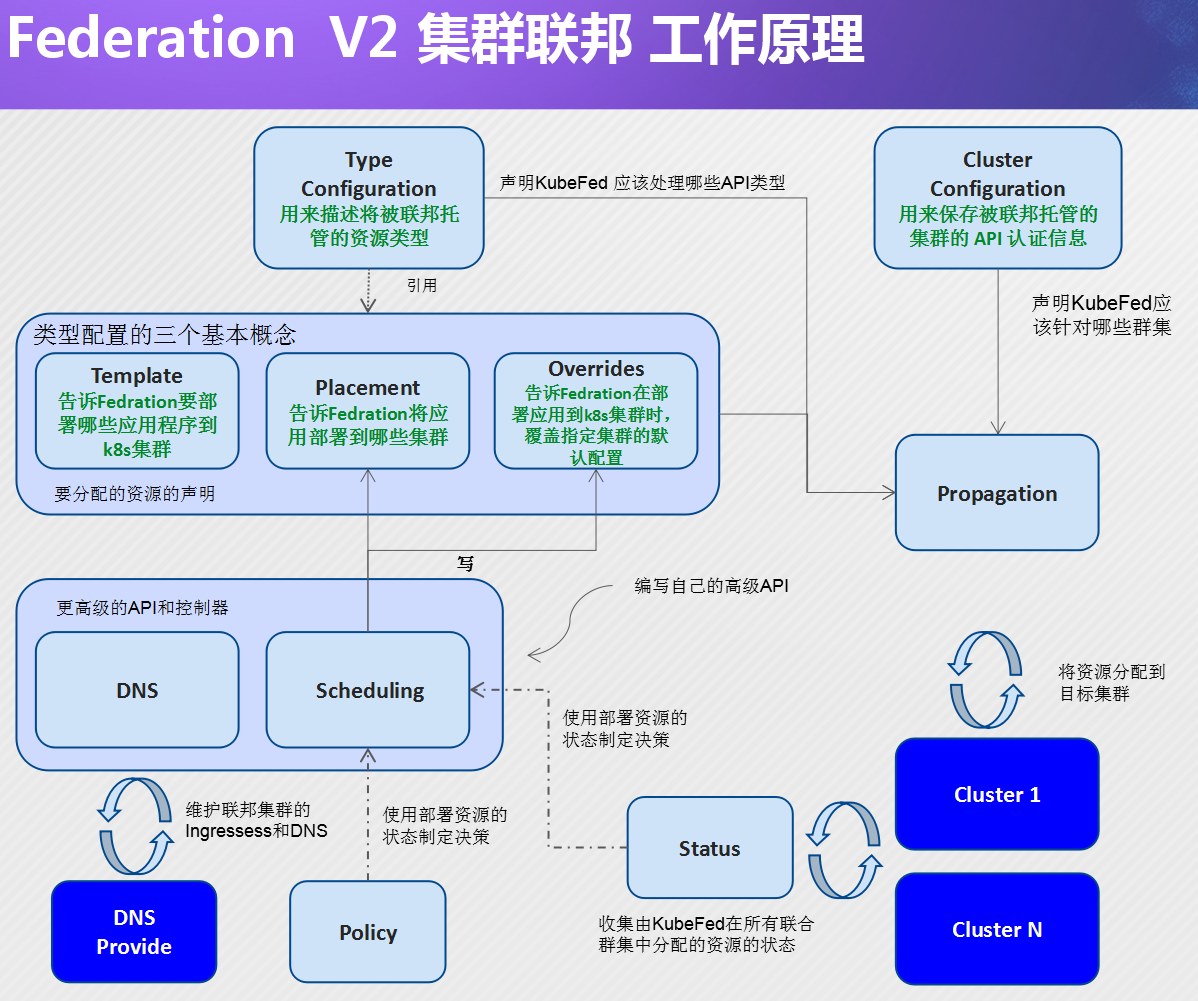 Federation V2 集群联邦 工作原理
Type
Configuration
用来描述将被联邦托
管的资源类型
声明KubeFed 应该处理哪些API类型
Cluster
Configuration
用来保存被联邦托管的
集群的 API 认证信息
引用
声明KubeFed应
该针对哪些群集
类型配置的三个基本概念
Template
告诉Fedration要部
署哪些应用程序到
k8s集群
Placement
告诉Fedration将应
用部署到哪些集群
Overrides
告诉Fedration在部
署应用到k8s集群时，
覆盖指定集群的默
认配置
要分配的资源的声明
Propagation
写
更高级的API和控制器
编写自己的高级API
DNS
Scheduling
使用部署资源的
状态制定决策
将资源分配到
目标集群
维护联邦集群的
Ingressess和DNS
使用部署资源的
状态制定决策
Cluster 1
Status
DNS
Provide
Policy
收集由KubeFed在所有联合
群集中分配的资源的状态
Cluster N